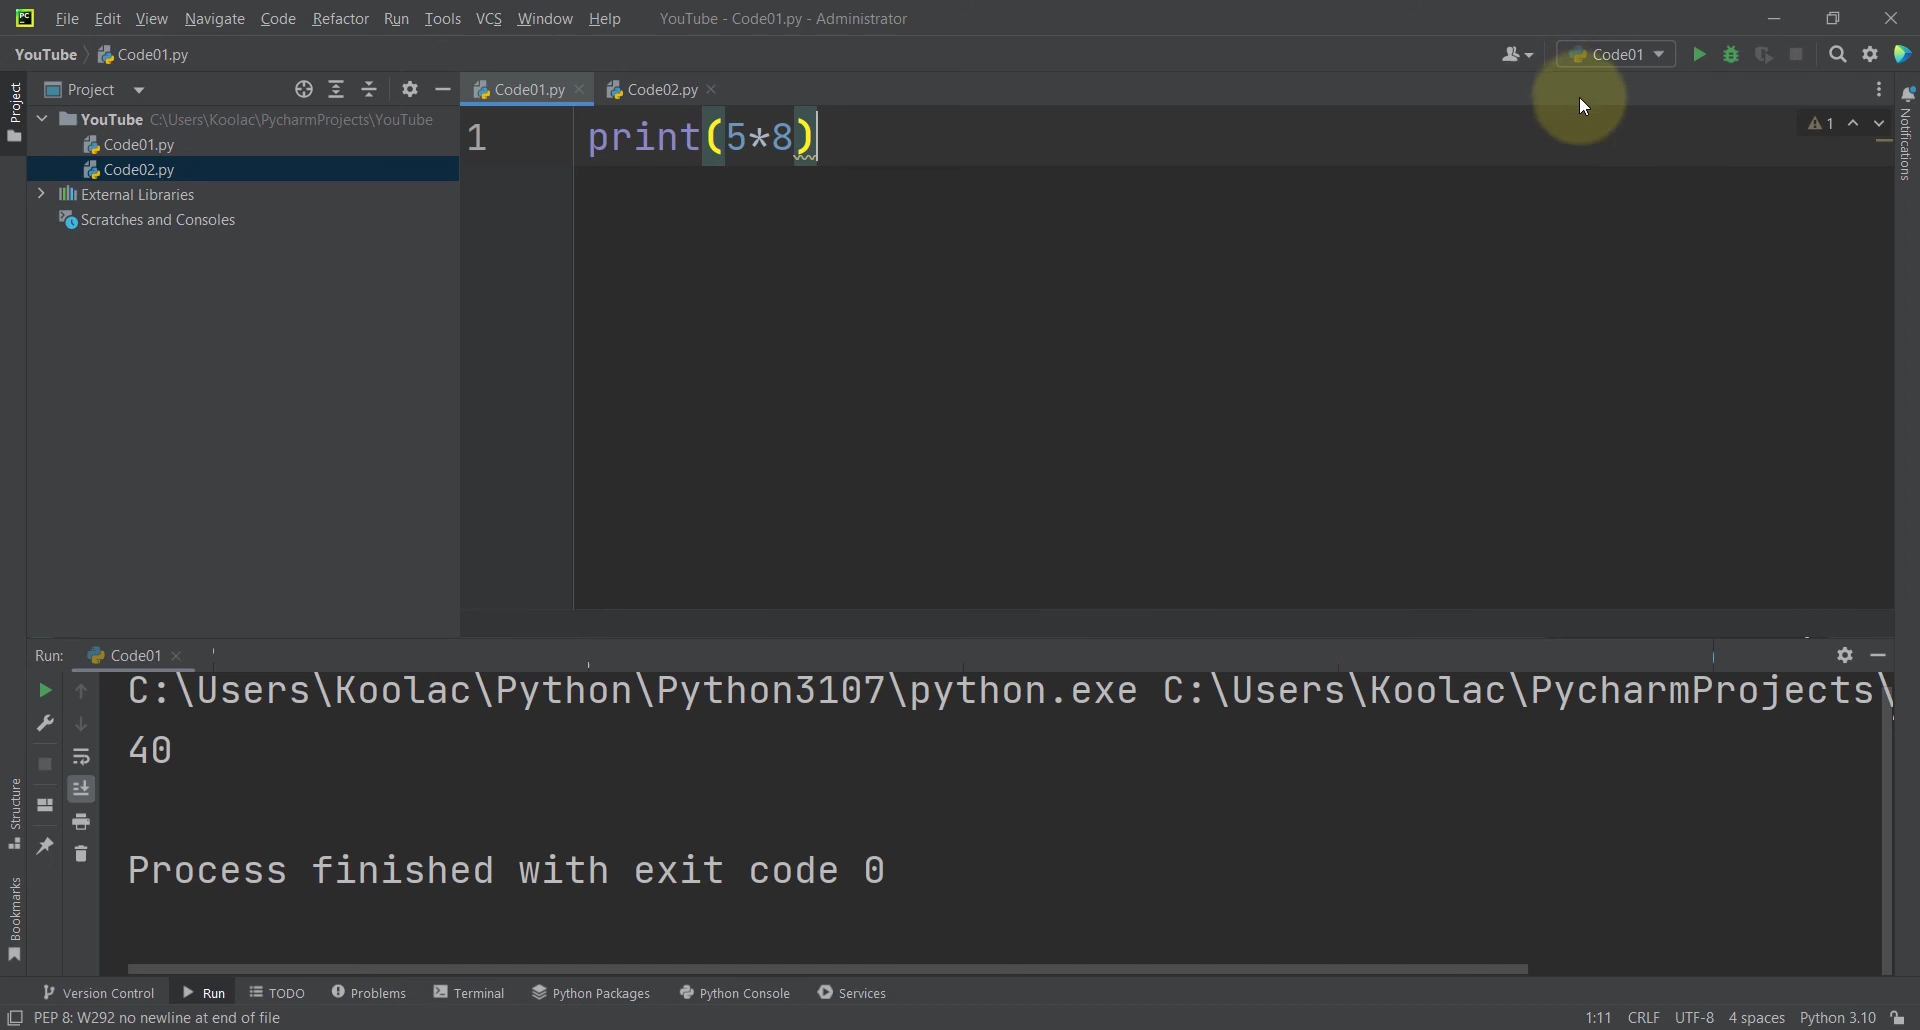 PC File Edit View Navigate Code Refactor Run Tools VCS Window Help YouTube - Code01.py - Administrator
YouTube Code01.py Code01
Project Project Code01.py Code02.py
YouTube C:\Users\Koolac\PycharmProjects\YouTube
Code01.py
Code02.py
External Libraries
Scratches and Consoles
1 print(5*8)
1
Notifications
Run: Code01
C:\Users\Koolac\Python\Python3107\python.exe C:\Users\Koolac\PycharmProjects\
40
Process finished with exit code 0
Structure
Bookmarks
Version Control Run TODO Problems Terminal Python Packages Python Console Services
PEP 8: W292 no newline at end of file 1:11 CRLF UTF-8 4 spaces Python 3.10